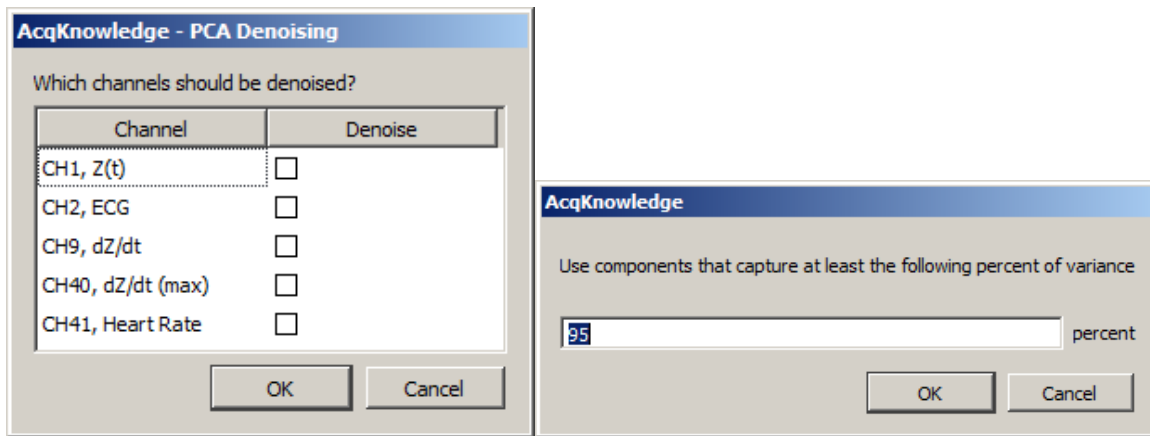 AcqKnowledge - PCA Denoising
Which channels should be denoised?
Channel Denoise
CH1, Z(t)
CH2, ECG
CH9, dZ/dt
CH40, dZ/dt (max)
CH41, Heart Rate
OK Cancel
AcqKnowledge
Use components that capture at least the following percent of variance
95 percent
OK Cancel